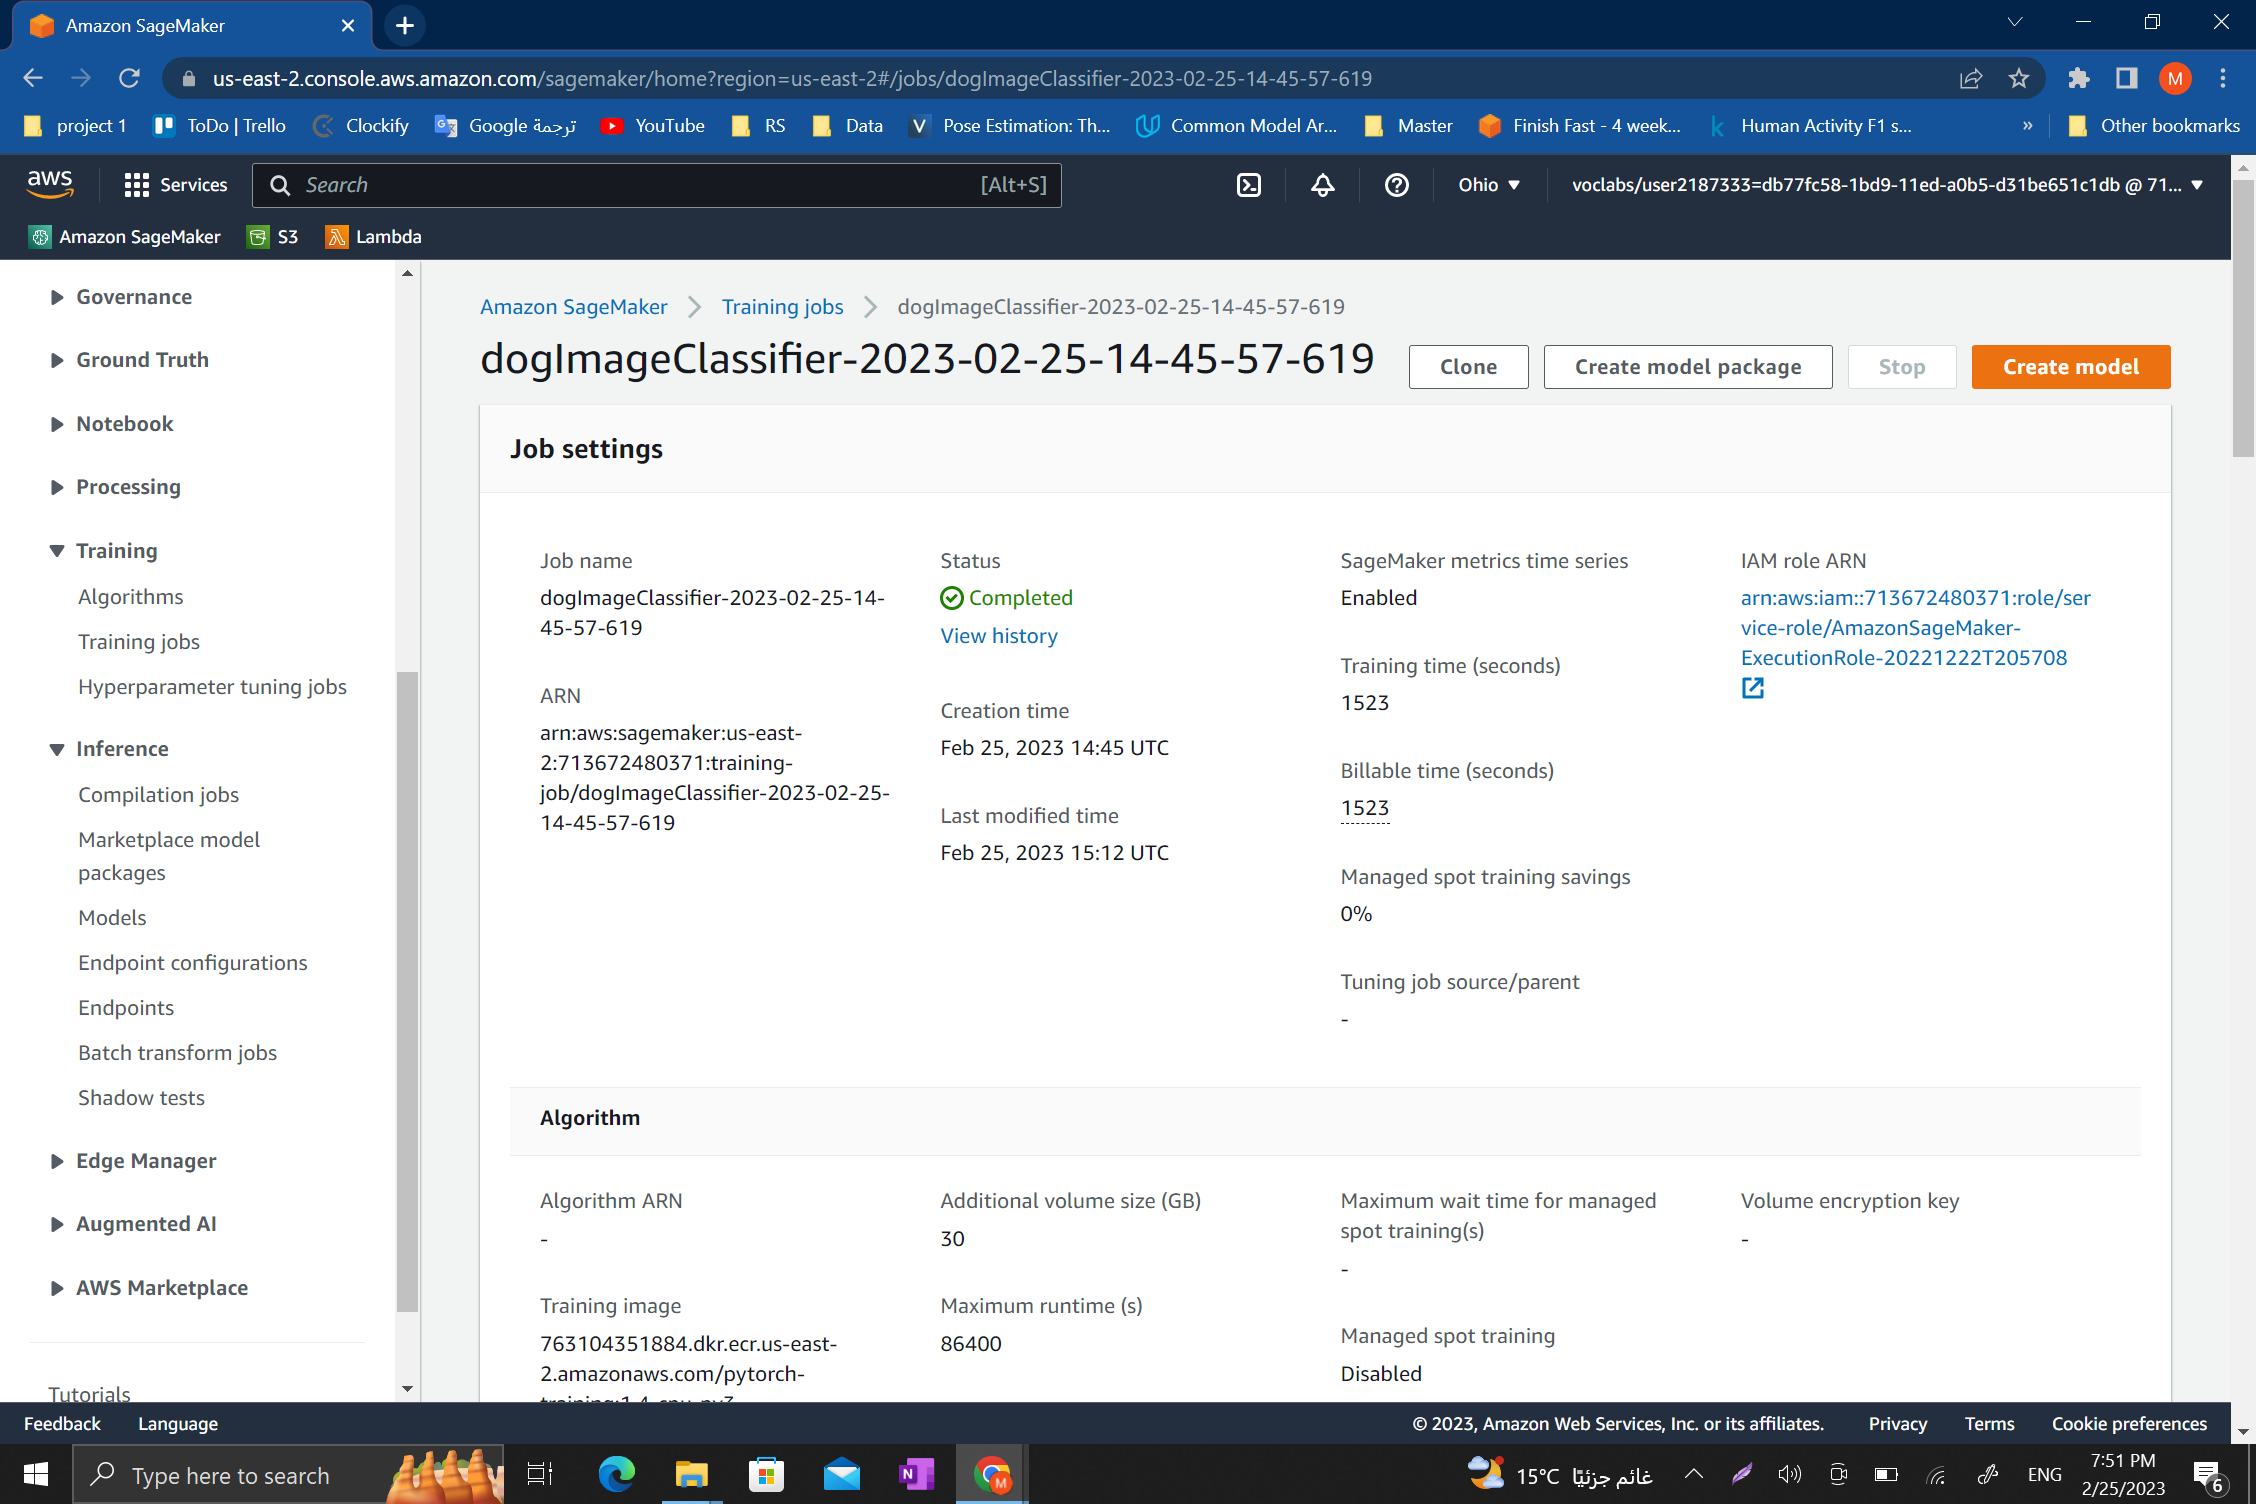 Amazon SageMaker
us-east-2.console.aws.amazon.com/sagemaker/home?region=us-east-2#/jobs/dogImageClassifier-2023-02-25-14-45-57-619
M
project 1
ToDo | Trello
Clockify
ترجمة Google
YouTube
RS
Data
Pose Estimation: Th...
Common Model Ar...
Master
Finish Fast - 4 week...
Human Activity F1 s...
»
Other bookmarks
aws
Services
Search
[Alt+S]
Ohio
voclabs/user2187333=db77fc58-1bd9-11ed-a0b5-d31be651c1db @ 71...
Amazon SageMaker
S3
Lambda
Governance
Ground Truth
Notebook
Processing
Training
Algorithms
Training jobs
Hyperparameter tuning jobs
Inference
Compilation jobs
Marketplace model
packages
Models
Endpoint configurations
Endpoints
Batch transform jobs
Shadow tests
Edge Manager
Augmented AI
AWS Marketplace
Tutorials
Amazon SageMaker
Training jobs
dogImageClassifier-2023-02-25-14-45-57-619
dogImageClassifier-2023-02-25-14-45-57-619
Clone
Create model package
Stop
Create model
Job settings
Job name
dogImageClassifier-2023-02-25-14-
45-57-619
ARN
arn:aws:sagemaker:us-east-
2:713672480371:training-
job/dogImageClassifier-2023-02-25-
14-45-57-619
Status
Completed
View history
Creation time
Feb 25, 2023 14:45 UTC
Last modified time
Feb 25, 2023 15:12 UTC
SageMaker metrics time series
Enabled
Training time (seconds)
1523
Billable time (seconds)
1523
Managed spot training savings
0%
Tuning job source/parent
-
IAM role ARN
arn:aws:iam::713672480371:role/ser
vice-role/AmazonSageMaker-
ExecutionRole-20221222T205708
Algorithm
Algorithm ARN
-
Training image
763104351884.dkr.ecr.us-east-
2.amazonaws.com/pytorch-
training:1.4-cpu-py3
Additional volume size (GB)
30
Maximum runtime (s)
86400
Maximum wait time for managed
spot training(s)
-
Managed spot training
Disabled
Volume encryption key
-
Feedback
Language
© 2023, Amazon Web Services, Inc. or its affiliates.
Privacy
Terms
Cookie preferences
Type here to search
N
M
15°C غائم جزئيًا
ENG
7:51 PM
2/25/2023
6